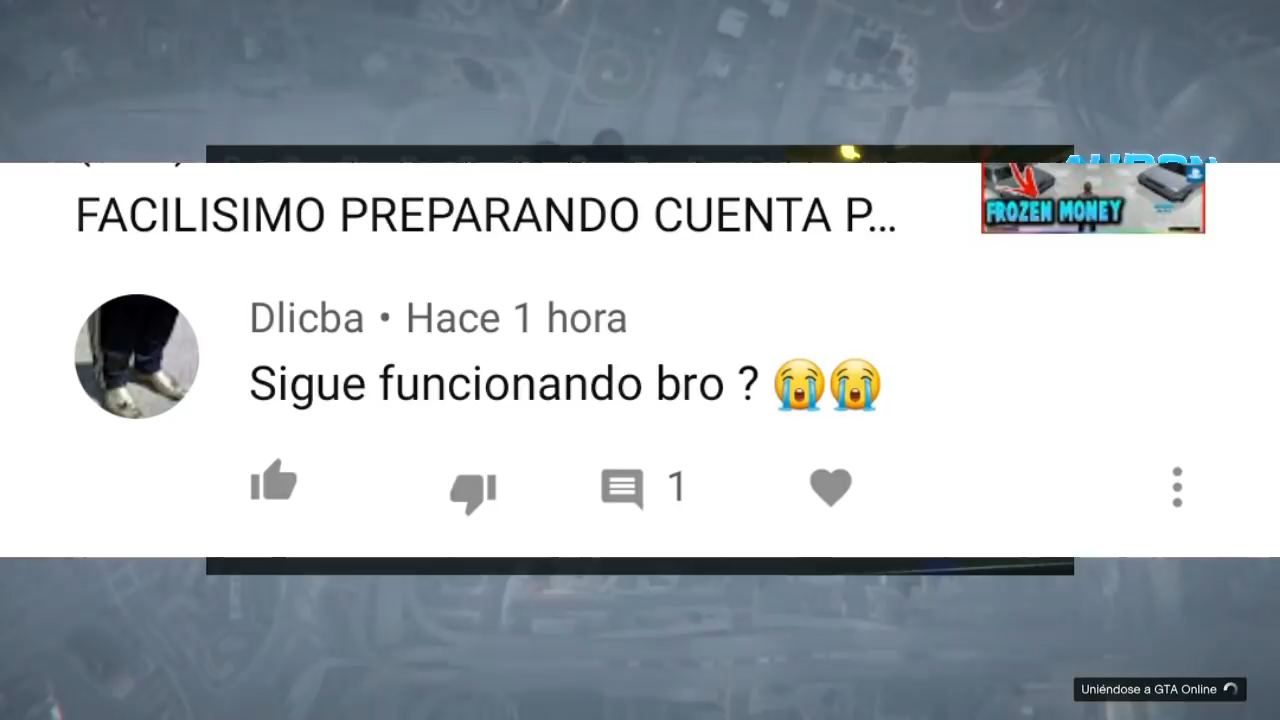 FACILISIMO PREPARANDO CUENTA P...
FROZEN MONEY
Dlicba • Hace 1 hora
Sigue funcionando bro ? 😭😭
1
Uniéndose a GTA Online